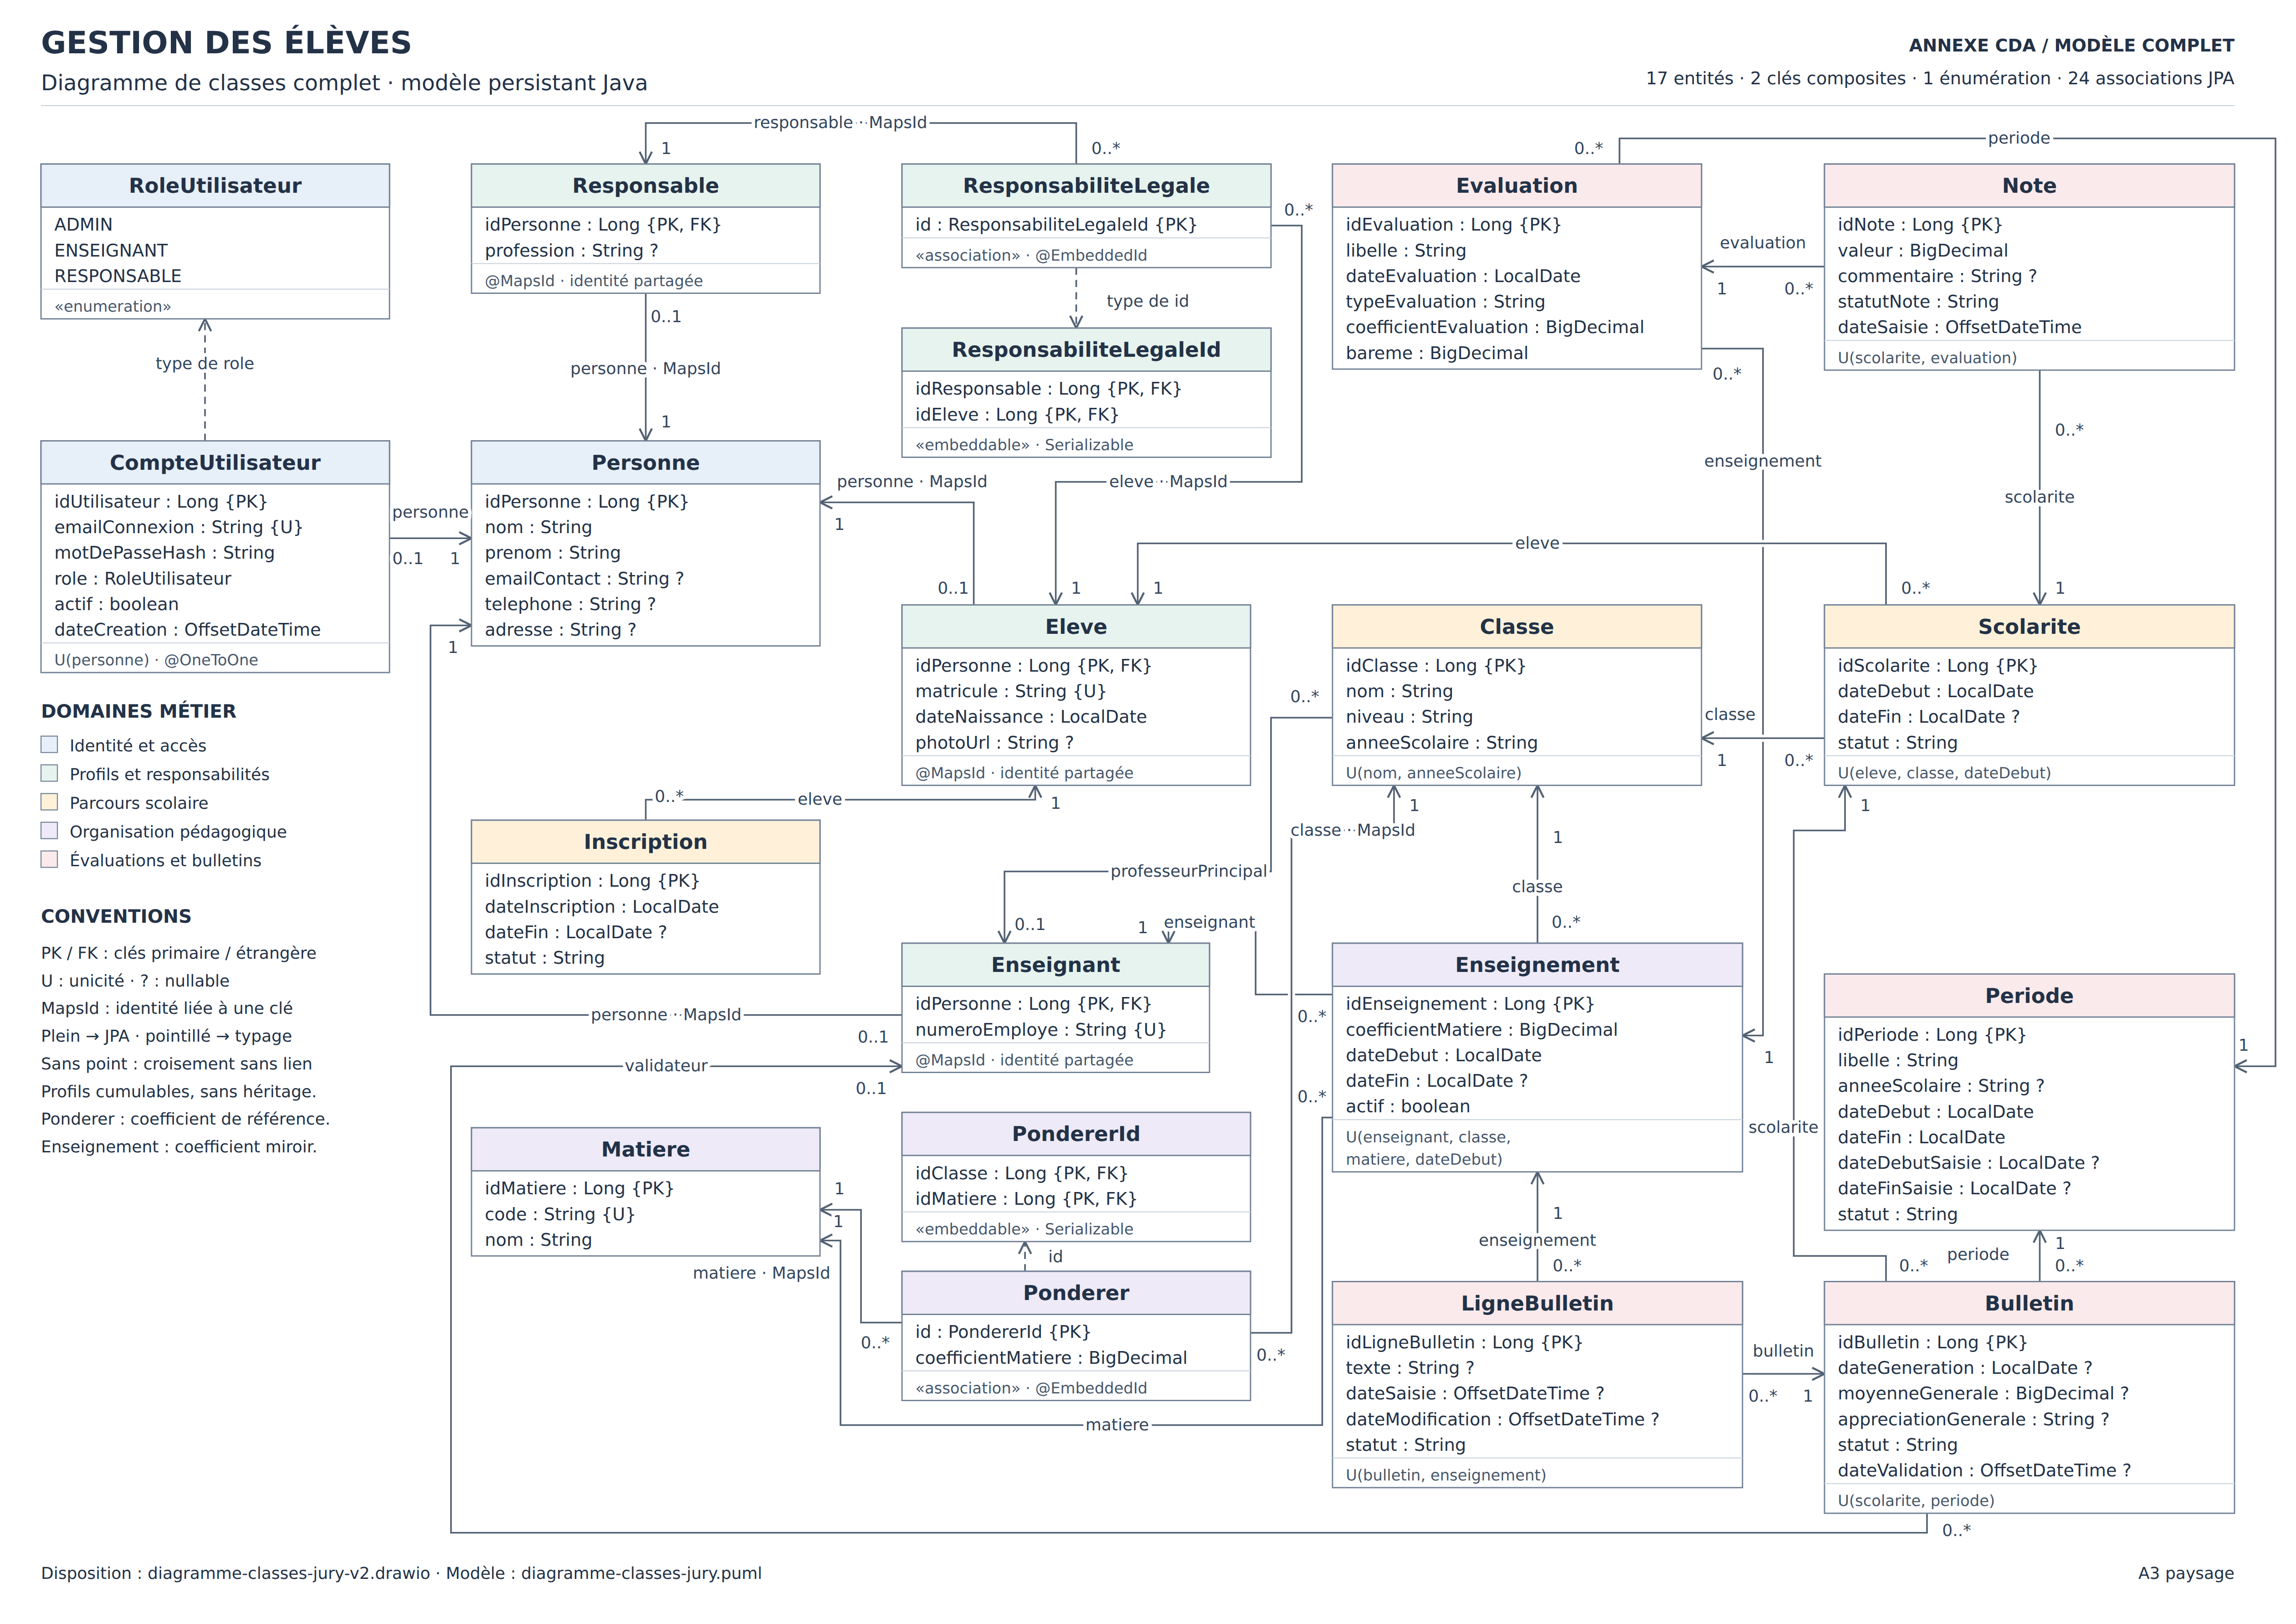 GESTION DES ÉLÈVES
Diagramme de classes complet · modèle persistant Java
ANNEXE CDA / MODÈLE COMPLET
17 entités · 2 clés composites · 1 énumération · 24 associations JPA
responsable · MapsId
1
0..*
0..*
periode
RoleUtilisateur
ADMIN
ENSEIGNANT
RESPONSABLE
«enumeration»
Responsable
idPersonne : Long {PK, FK}
profession : String ?
@MapsId · identité partagée
ResponsabiliteLegale
id : ResponsabiliteLegaleId {PK}
«association» · @EmbeddedId
0..*
Evaluation
idEvaluation : Long {PK}
libelle : String
dateEvaluation : LocalDate
typeEvaluation : String
coefficientEvaluation : BigDecimal
bareme : BigDecimal
evaluation
1
0..*
Note
idNote : Long {PK}
valeur : BigDecimal
commentaire : String ?
statutNote : String
dateSaisie : OffsetDateTime
U(scolarite, evaluation)
type de role
0..1
personne · MapsId
1
type de id
ResponsabiliteLegaleId
idResponsable : Long {PK, FK}
idEleve : Long {PK, FK}
«embeddable» · Serializable
0..*
enseignement
0..*
scolarite
1
CompteUtilisateur
idUtilisateur : Long {PK}
emailConnexion : String {U}
motDePasseHash : String
role : RoleUtilisateur
actif : boolean
dateCreation : OffsetDateTime
U(personne) · @OneToOne
personne
0..1
1
Personne
idPersonne : Long {PK}
nom : String
prenom : String
emailContact : String ?
telephone : String ?
adresse : String ?
1
personne · MapsId
1
0..1
eleve · MapsId
1
eleve
1
0..*
Eleve
idPersonne : Long {PK, FK}
matricule : String {U}
dateNaissance : LocalDate
photoUrl : String ?
@MapsId · identité partagée
0..*
Classe
idClasse : Long {PK}
nom : String
niveau : String
anneeScolaire : String
U(nom, anneeScolaire)
classe
1
0..*
Scolarite
idScolarite : Long {PK}
dateDebut : LocalDate
dateFin : LocalDate ?
statut : String
U(eleve, classe, dateDebut)
DOMAINES MÉTIER
Identité et accès
Profils et responsabilités
Parcours scolaire
Organisation pédagogique
Évaluations et bulletins
0..*
eleve
1
Inscription
idInscription : Long {PK}
dateInscription : LocalDate
dateFin : LocalDate ?
statut : String
1
classe · MapsId
1
classe
0..*
1
professeurPrincipal
0..1
1
enseignant
CONVENTIONS
PK / FK : clés primaire / étrangère
U : unicité · ? : nullable
MapsId : identité liée à une clé
Plein → JPA · pointillé → typage
Sans point : croisement sans lien
Profils cumulables, sans héritage.
Ponderer : coefficient de référence.
Enseignement : coefficient miroir.
personne · MapsId
0..1
validateur
0..1
Enseignant
idPersonne : Long {PK, FK}
numeroEmploye : String {U}
@MapsId · identité partagée
0..*
0..*
Enseignement
idEnseignement : Long {PK}
coefficientMatiere : BigDecimal
dateDebut : LocalDate
dateFin : LocalDate ?
actif : boolean
U(enseignant, classe,
matiere, dateDebut)
1
scolarite
Periode
idPeriode : Long {PK}
libelle : String
anneeScolaire : String ?
dateDebut : LocalDate
dateFin : LocalDate
dateDebutSaisie : LocalDate ?
dateFinSaisie : LocalDate ?
statut : String
1
Matiere
idMatiere : Long {PK}
code : String {U}
nom : String
1
1
matiere · MapsId
PondererId
idClasse : Long {PK, FK}
idMatiere : Long {PK, FK}
«embeddable» · Serializable
id
0..*
Ponderer
id : PondererId {PK}
coefficientMatiere : BigDecimal
«association» · @EmbeddedId
0..*
matiere
1
enseignement
0..*
0..*
periode
1
0..*
LigneBulletin
idLigneBulletin : Long {PK}
texte : String ?
dateSaisie : OffsetDateTime ?
dateModification : OffsetDateTime ?
statut : String
U(bulletin, enseignement)
bulletin
0..*
1
Bulletin
idBulletin : Long {PK}
dateGeneration : LocalDate ?
moyenneGenerale : BigDecimal ?
appreciationGenerale : String ?
statut : String
dateValidation : OffsetDateTime ?
U(scolarite, periode)
0..*
Disposition : diagramme-classes-jury-v2.drawio · Modèle : diagramme-classes-jury.puml
A3 paysage